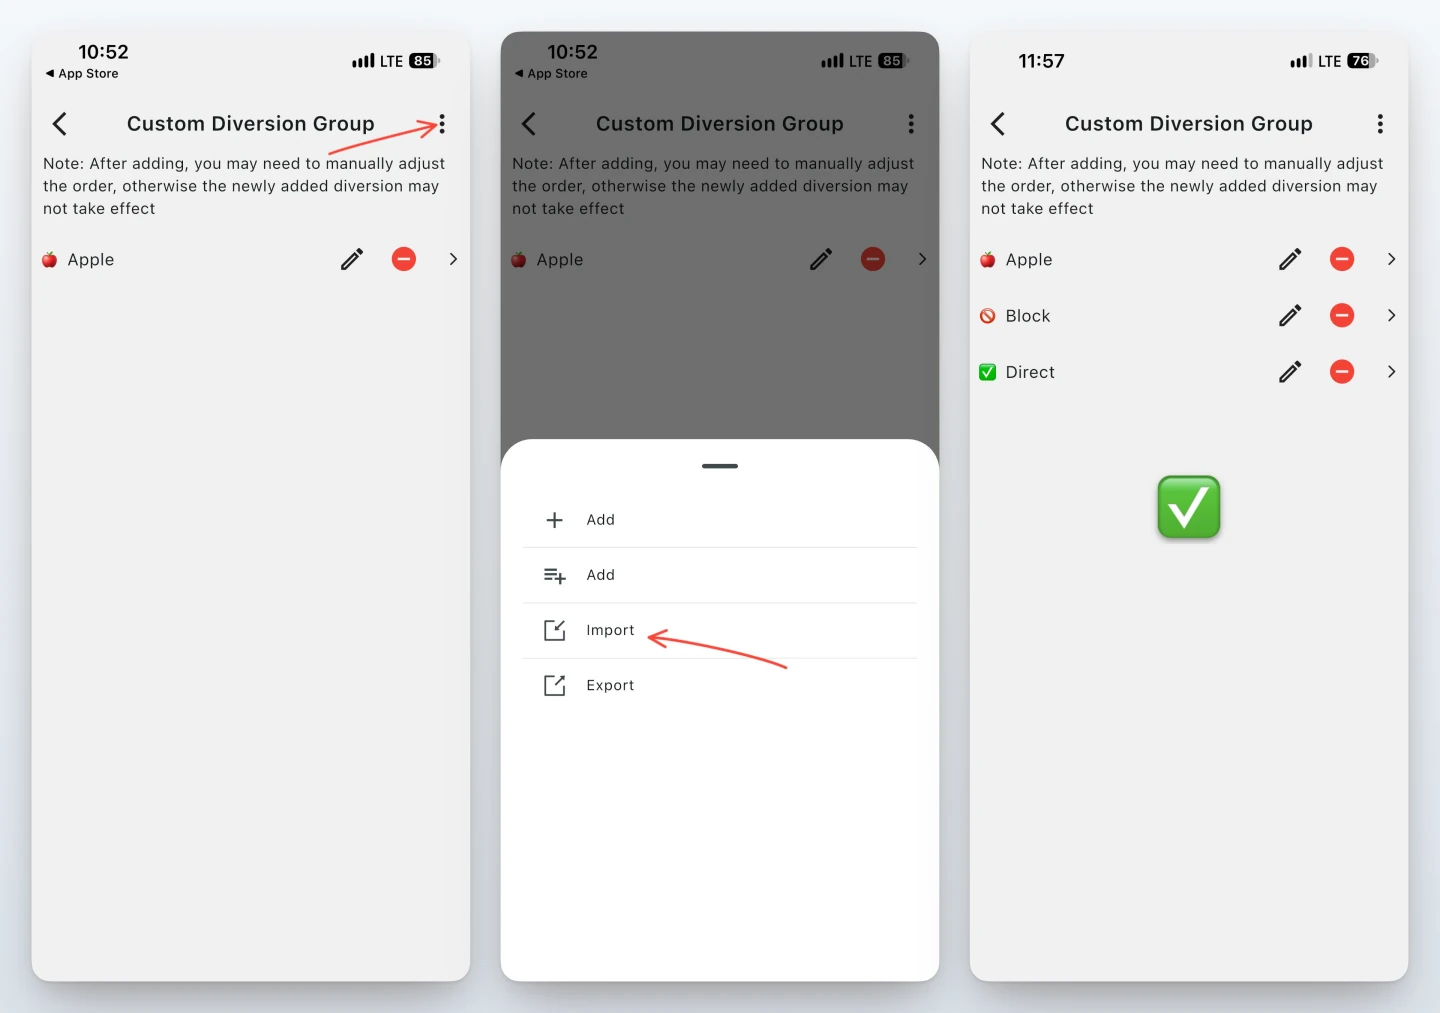 10:52
◀ App Store
LTE 85
Custom Diversion Group
Note: After adding, you may need to manually adjust
the order, otherwise the newly added diversion may
not take effect
Apple
10:52
◀ App Store
LTE 85
Custom Diversion Group
Note: After adding, you may need to manually adjust
the order, otherwise the newly added diversion may
not take effect
Apple
Add
Add
Import
Export
11:57
LTE 76
Custom Diversion Group
Note: After adding, you may need to manually adjust
the order, otherwise the newly added diversion may
not take effect
Apple
Block
Direct